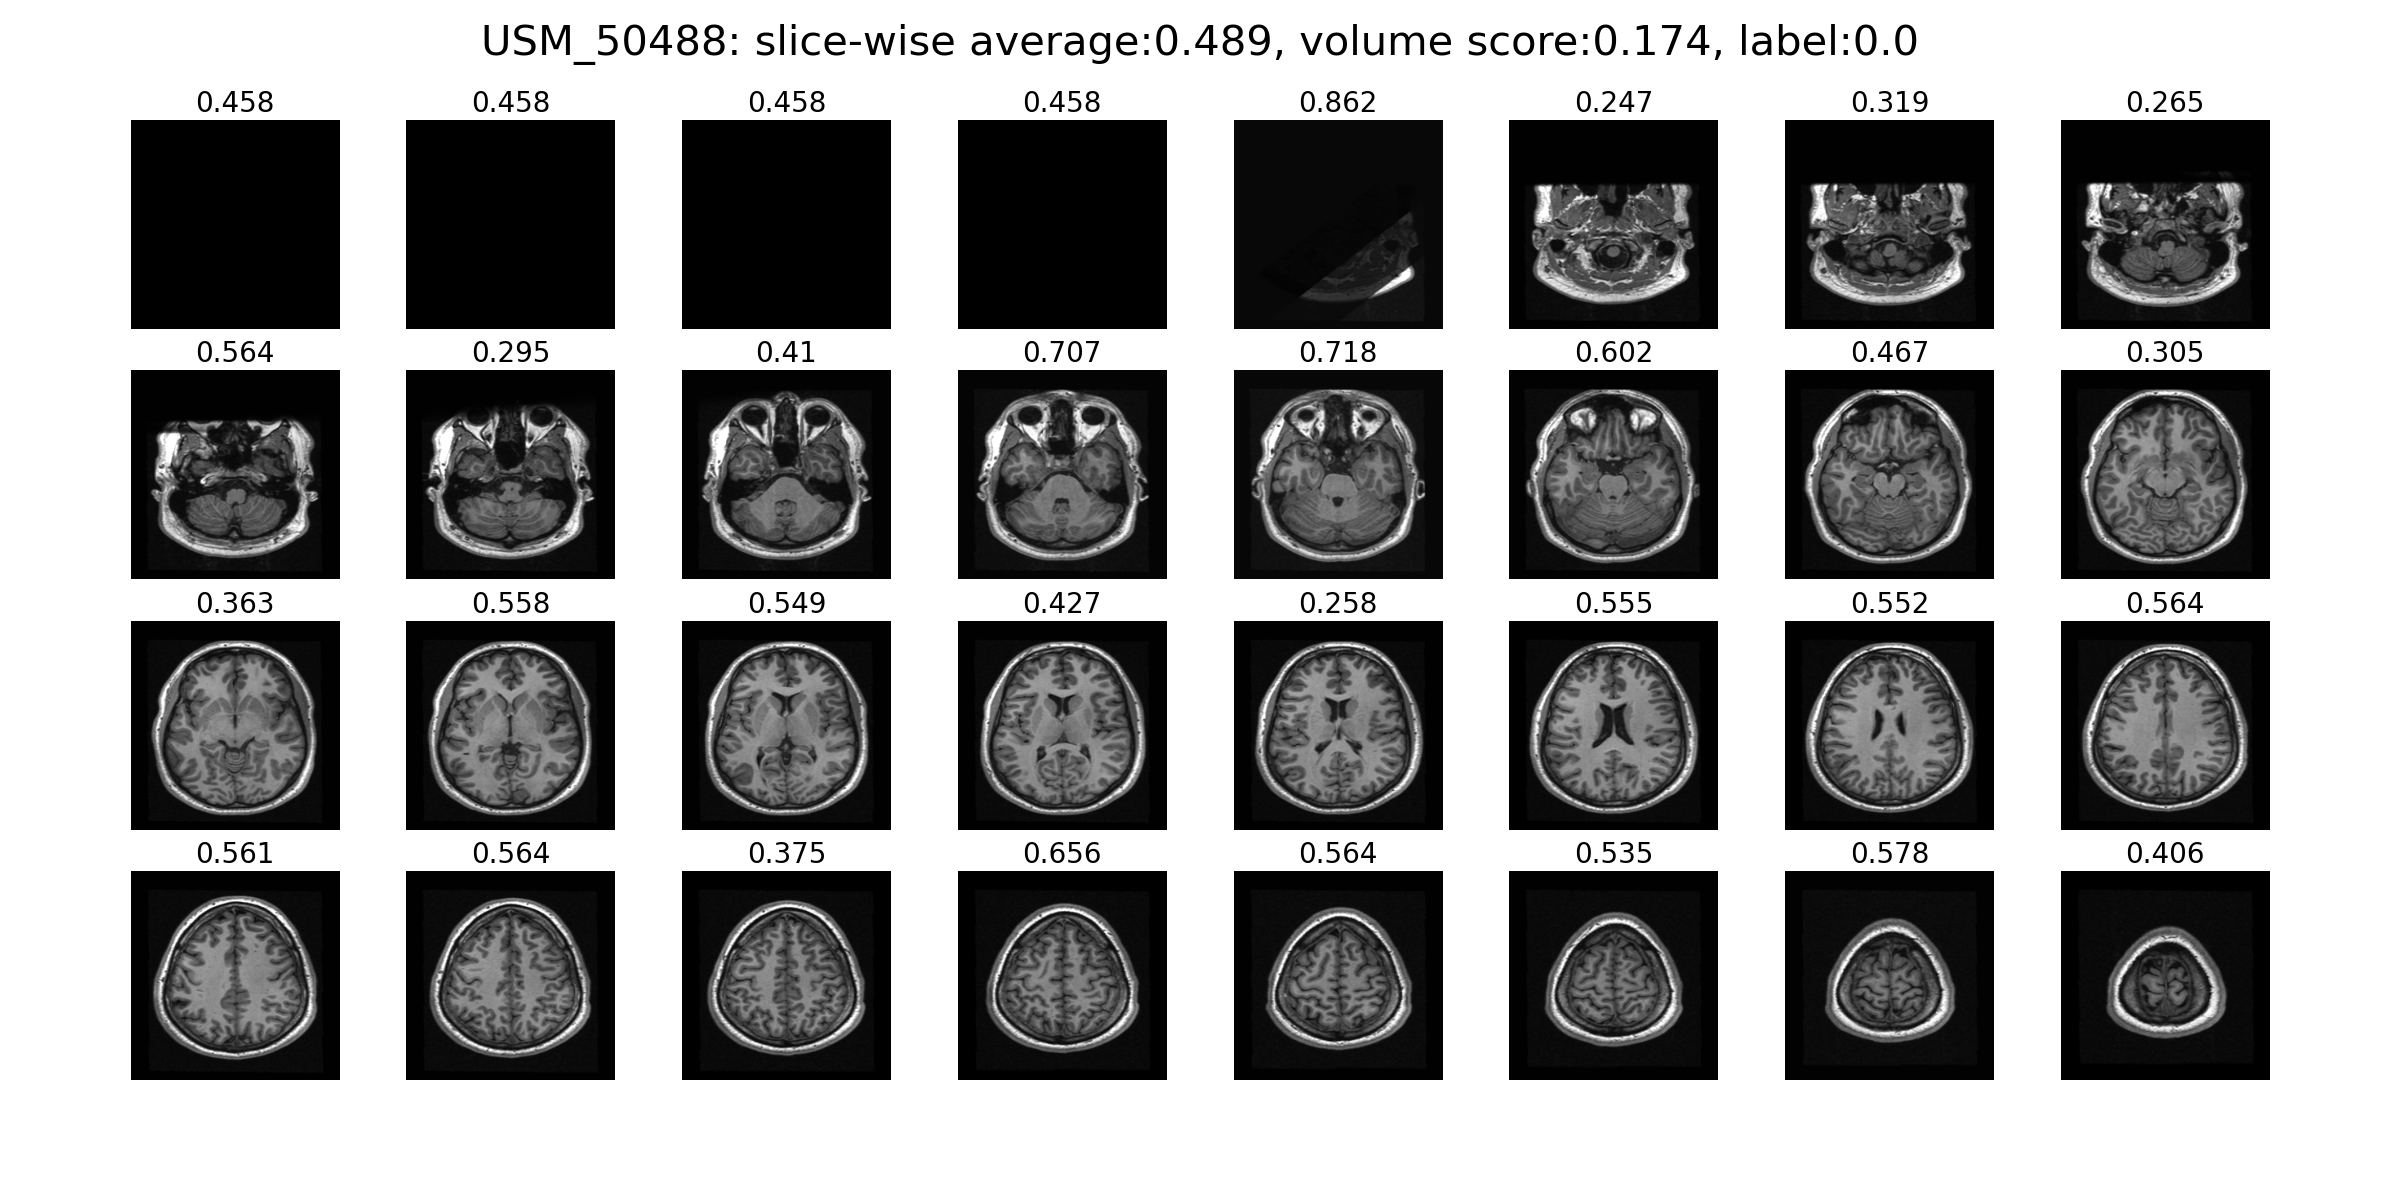 USM_50488: slice-wise average:0.489, volume score:0.174, label:0.0
0.458 0.458 0.458 0.458 0.862 0.247 0.319 0.265
0.564 0.295 0.41 0.707 0.718 0.602 0.467 0.305
0.363 0.558 0.549 0.427 0.258 0.555 0.552 0.564
0.561 0.564 0.375 0.656 0.564 0.535 0.578 0.406